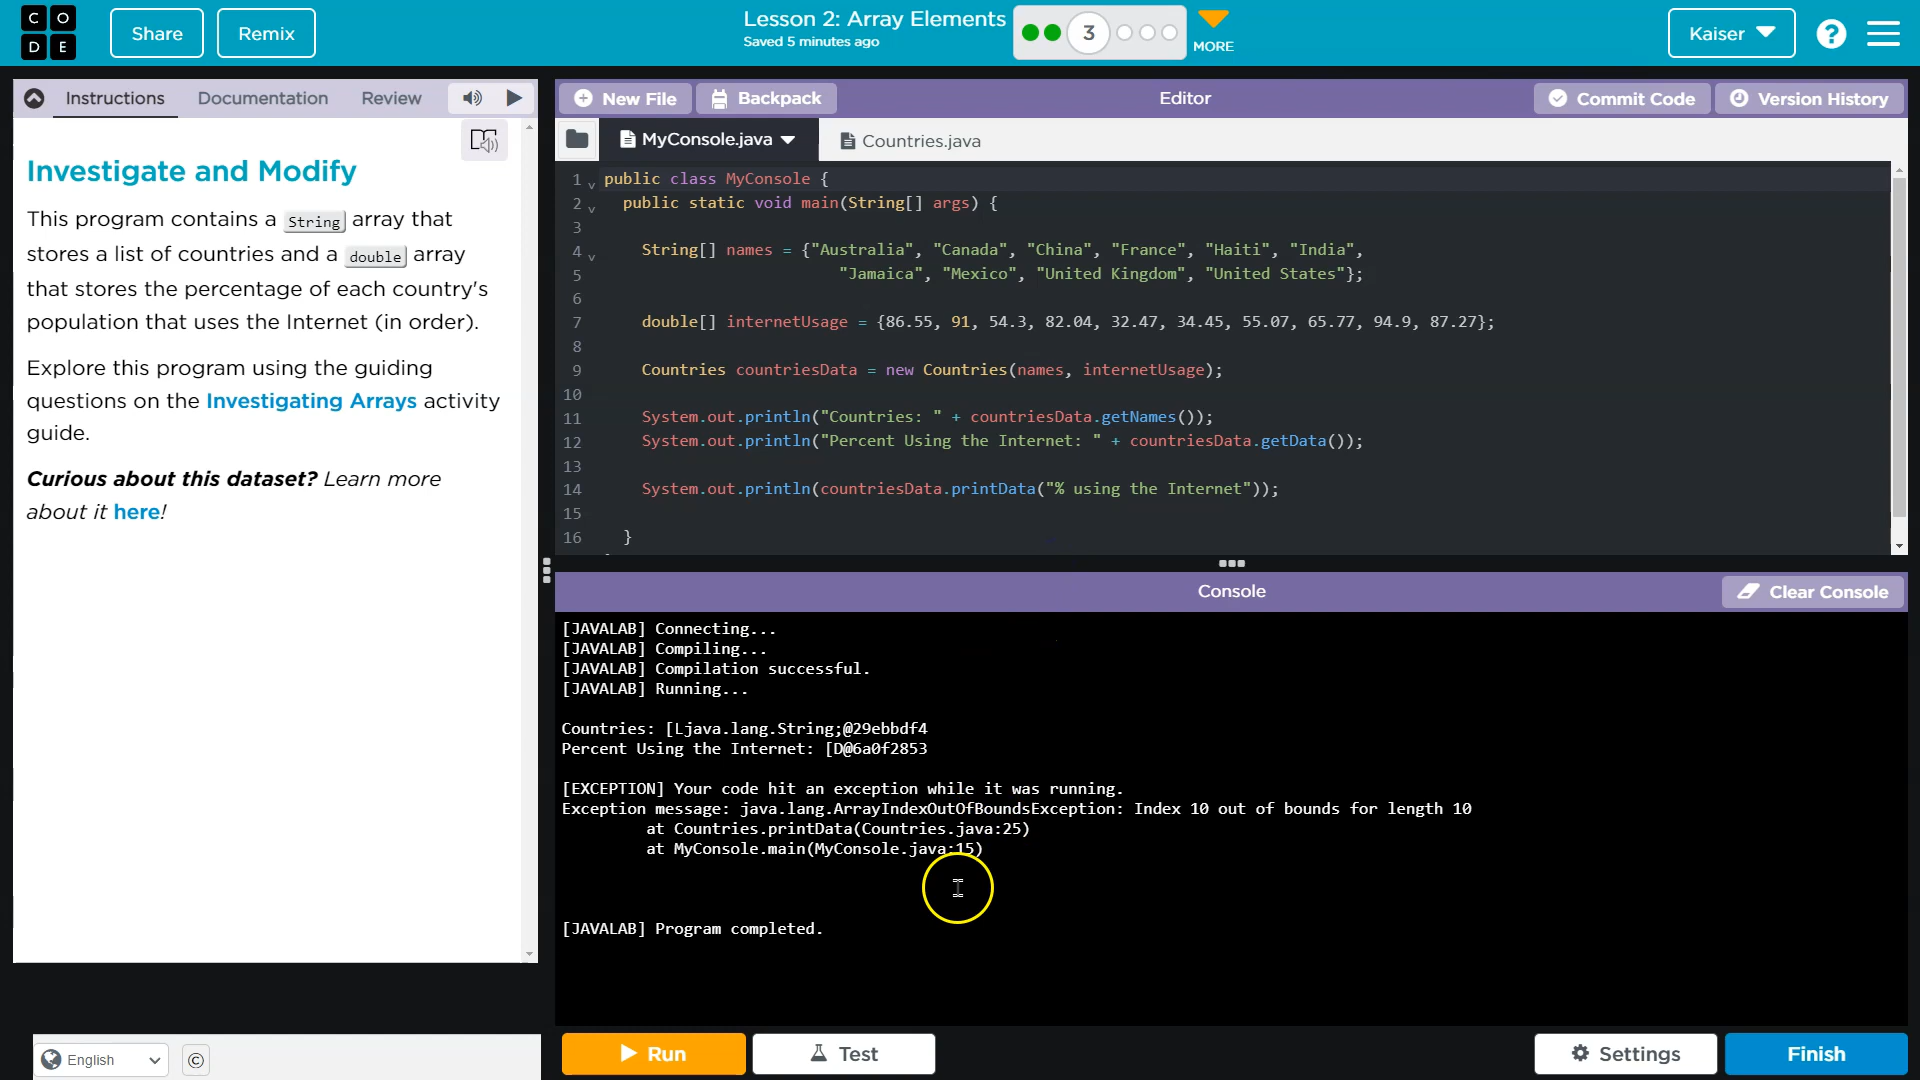 C O
D E
Share
Remix
Lesson 2: Array Elements
Saved 5 minutes ago
3
MORE
Kaiser
?
Instructions
Documentation
Review
Investigate and Modify
This program contains a String array that
stores a list of countries and a double array
that stores the percentage of each country's
population that uses the Internet (in order).
Explore this program using the guiding
questions on the Investigating Arrays activity
guide.
Curious about this dataset? Learn more
about it here!
English
©
New File
Backpack
Editor
Commit Code
Version History
MyConsole.java
Countries.java
1 public class MyConsole {
2 public static void main(String[] args) {
3
4 String[] names = {"Australia", "Canada", "China", "France", "Haiti", "India",
5 "Jamaica", "Mexico", "United Kingdom", "United States"};
6
7 double[] internetUsage = {86.55, 91, 54.3, 82.04, 32.47, 34.45, 55.07, 65.77, 94.9, 87.27};
8
9 Countries countriesData = new Countries(names, internetUsage);
10
11 System.out.println("Countries: " + countriesData.getNames());
12 System.out.println("Percent Using the Internet: " + countriesData.getData());
13
14 System.out.println(countriesData.printData("% using the Internet"));
15
16 }
Console
Clear Console
[JAVALAB] Connecting...
[JAVALAB] Compiling...
[JAVALAB] Compilation successful.
[JAVALAB] Running...
Countries: [Ljava.lang.String;@29ebbdf4
Percent Using the Internet: [D@6a0f2853
[EXCEPTION] Your code hit an exception while it was running.
Exception message: java.lang.ArrayIndexOutOfBoundsException: Index 10 out of bounds for length 10
at Countries.printData(Countries.java:25)
at MyConsole.main(MyConsole.java:15)
[JAVALAB] Program completed.
Run
Test
Settings
Finish